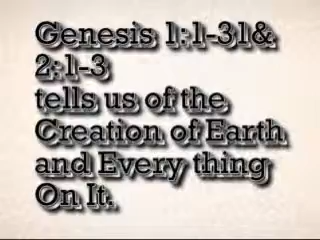 Genesis 1:1-31&
2:1-3
tells us of the
Creation of Earth
and Every thing
On It.